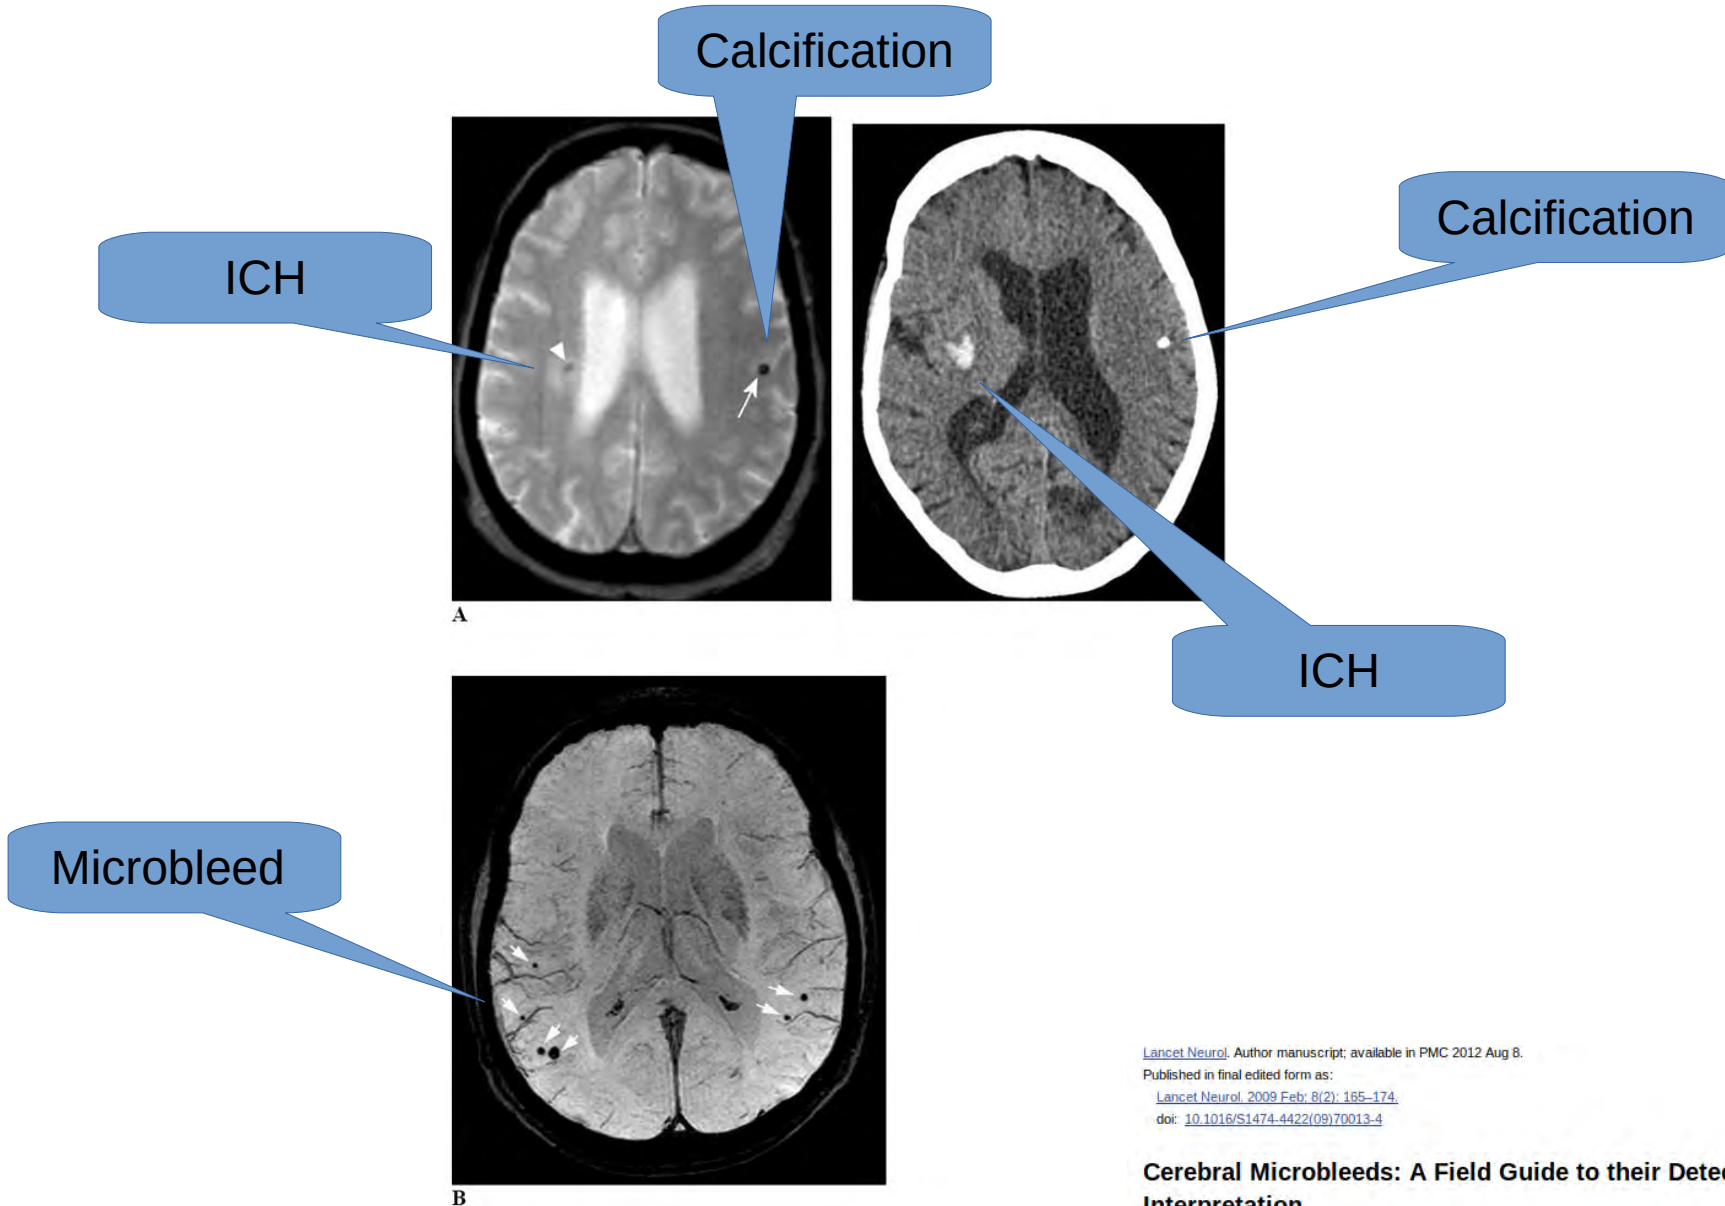 Calcification
Calcification
ICH
A
ICH
Microbleed
B
Lancet Neurol. Author manuscript; available in PMC 2012 Aug 8.
Published in final edited form as:
Lancet Neurol. 2009 Feb; 8(2): 165–174.
doi: 10.1016/S1474-4422(09)70013-4
Cerebral Microbleeds: A Field Guide to their
Interpretation